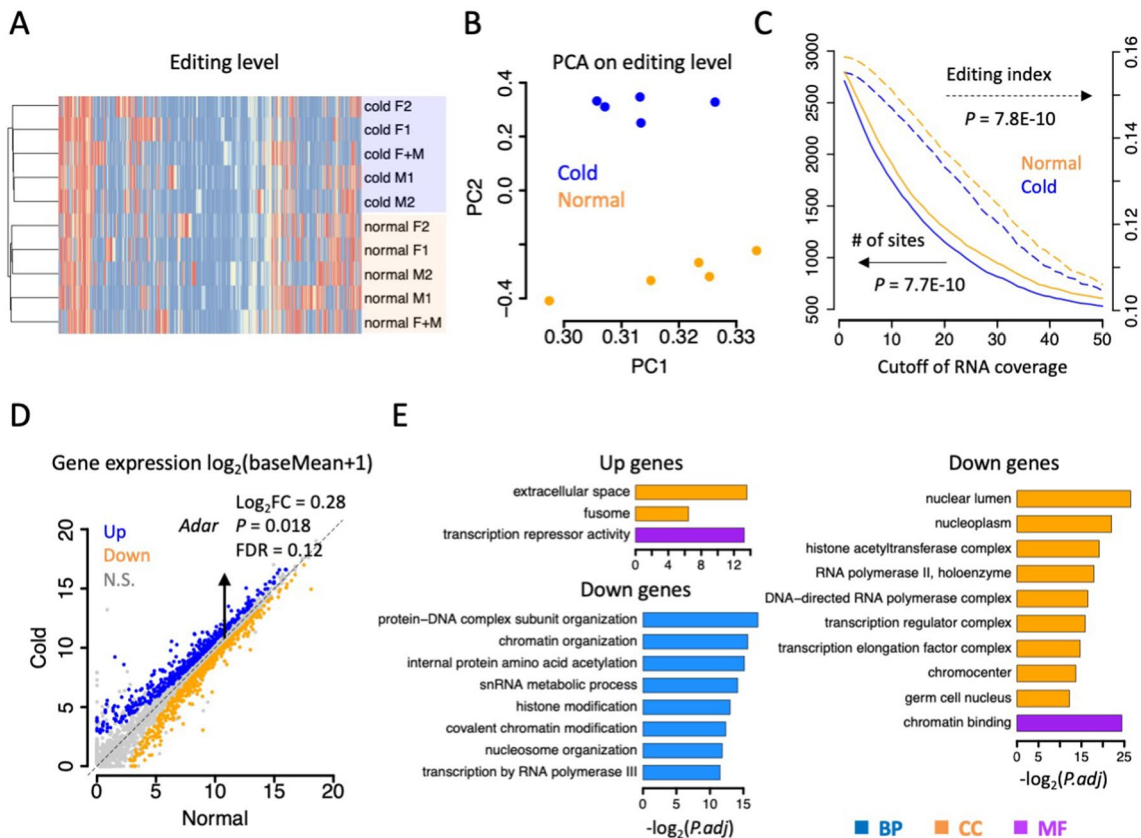 A
Editing level
cold F2
cold F1
cold F+M
cold M1
cold M2
normal F2
normal F1
normal M2
normal M1
normal F+M
B
PCA on editing level
0.4
0.2
0.0
-0.4
PC2
Cold
Normal
0.30
0.31
0.32
0.33
PC1
C
3000
2500
2000
1500
1000
500
Editing index
P = 7.8E-10
Normal
Cold
# of sites
P = 7.7E-10
0.16
0.14
0.12
0.10
0 10 20 30 40 50
Cutoff of RNA coverage
D
Gene expression log₂(baseMean+1)
Log₂FC = 0.28
Adar P = 0.018
FDR = 0.12
Up
Down
N.S.
20
15
10
5
0
Cold
0 5 10 15 20
Normal
E
Up genes
extracellular space
fusome
transcription repressor activity
0 2 4 6 8 12
Down genes
protein−DNA complex subunit organization
chromatin organization
internal protein amino acid acetylation
snRNA metabolic process
histone modification
covalent chromatin modification
nucleosome organization
transcription by RNA polymerase III
0 5 10 15
-log₂(P.adj)
Down genes
nuclear lumen
nucleoplasm
histone acetyltransferase complex
RNA polymerase II, holoenzyme
DNA−directed RNA polymerase complex
transcription regulator complex
transcription elongation factor complex
chromocenter
germ cell nucleus
chromatin binding
0 5 10 15 25
-log₂(P.adj)
BP CC MF